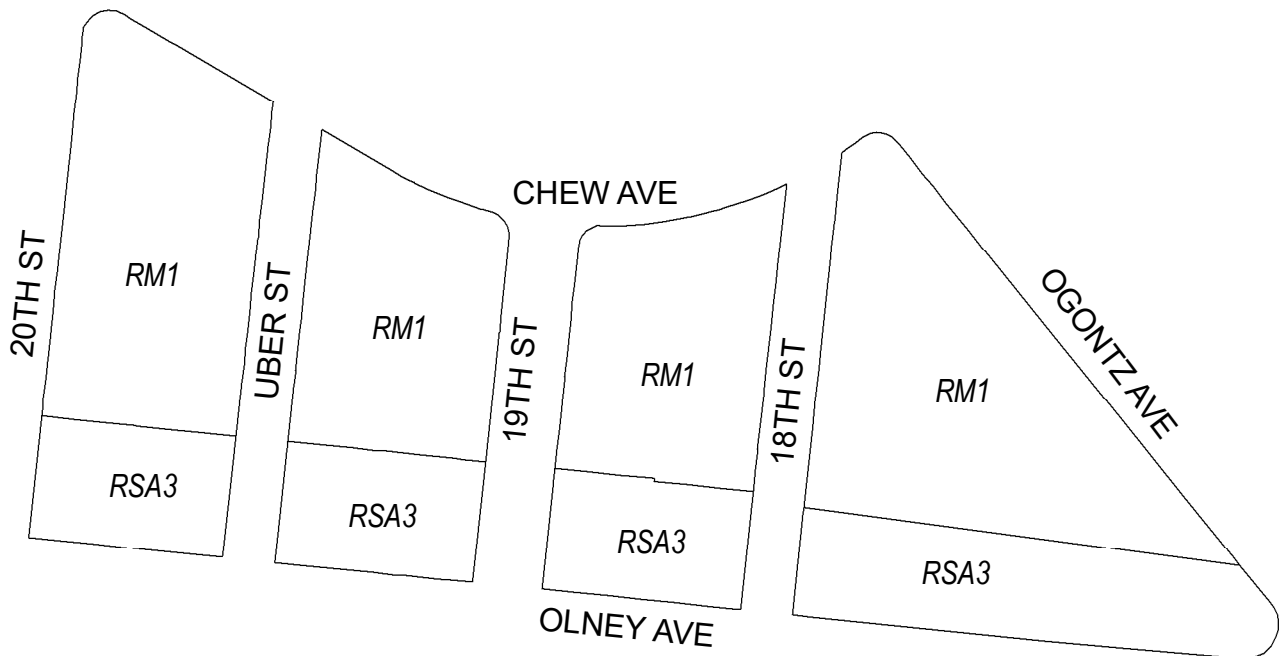 CHEW AVE
20TH ST
RM1
UBER ST
RM1
19TH ST
RM1
18TH ST
RM1
OGONTZ AVE
RSA3
RSA3
RSA3
RSA3
OLNEY AVE